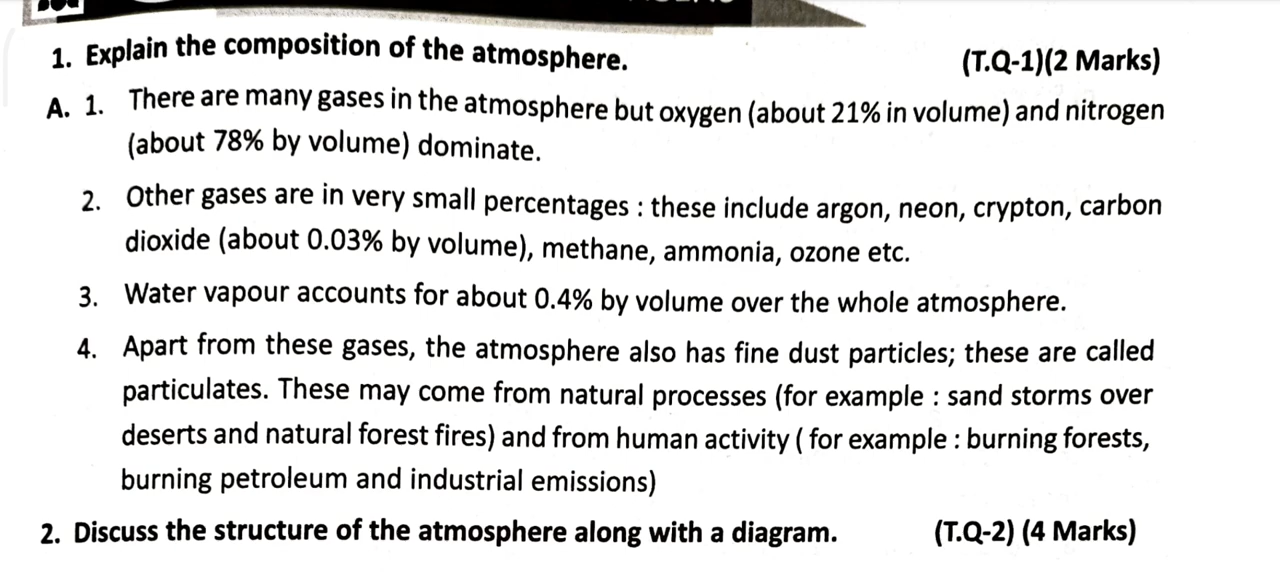 1. Explain the composition of the atmosphere. (T.Q-1)(2 Marks)
A. 1. There are many gases in the atmosphere but oxygen (about 21% in volume) and nitrogen
(about 78% by volume) dominate.
2. Other gases are in very small percentages : these include argon, neon, crypton, carbon
dioxide (about 0.03% by volume), methane, ammonia, ozone etc.
3. Water vapour accounts for about 0.4% by volume over the whole atmosphere.
4. Apart from these gases, the atmosphere also has fine dust particles; these are called
particulates. These may come from natural processes (for example : sand storms over
deserts and natural forest fires) and from human activity ( for example : burning forests,
burning petroleum and industrial emissions)
2. Discuss the structure of the atmosphere along with a diagram. (T.Q-2) (4 Marks)